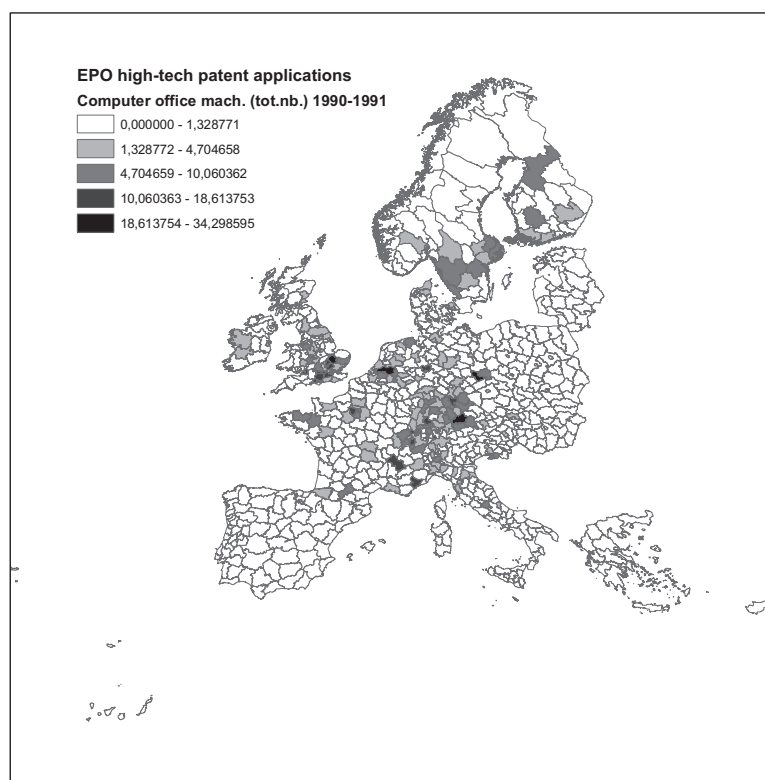 EPO high-tech patent applications
Computer office mach. (tot.nb.) 1990-1991
0,000000 - 1,328771
1,328772 - 4,704658
4,704659 - 10,060362
10,060363 - 18,613753
18,613754 - 34,298595